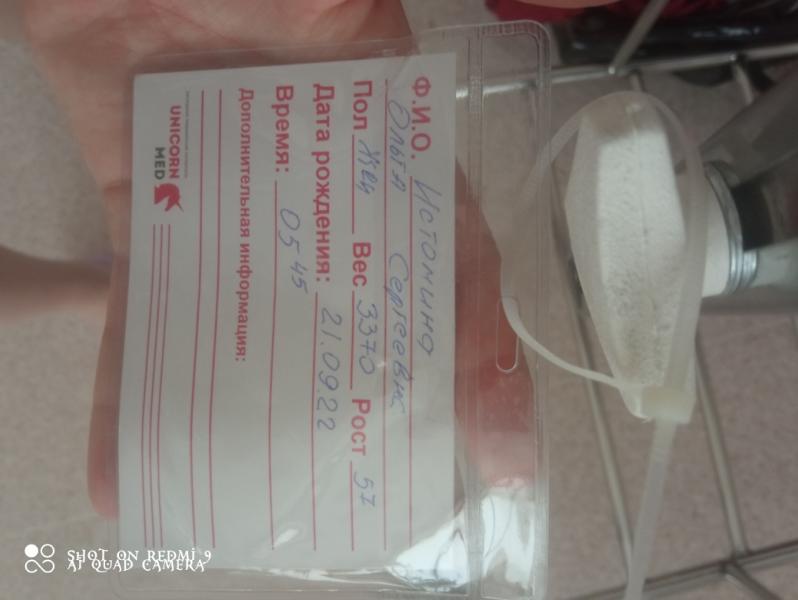 Ф.И.О. Истомина
Ольга Сергеевна
Пол Жен Вес 3370 Рост 51
Дата рождения: 21.09.22
Время: 05 45
Дополнительная информация:
UNICORN
MED
SHOT ON REDMI 9
AI QUAD CAMERA